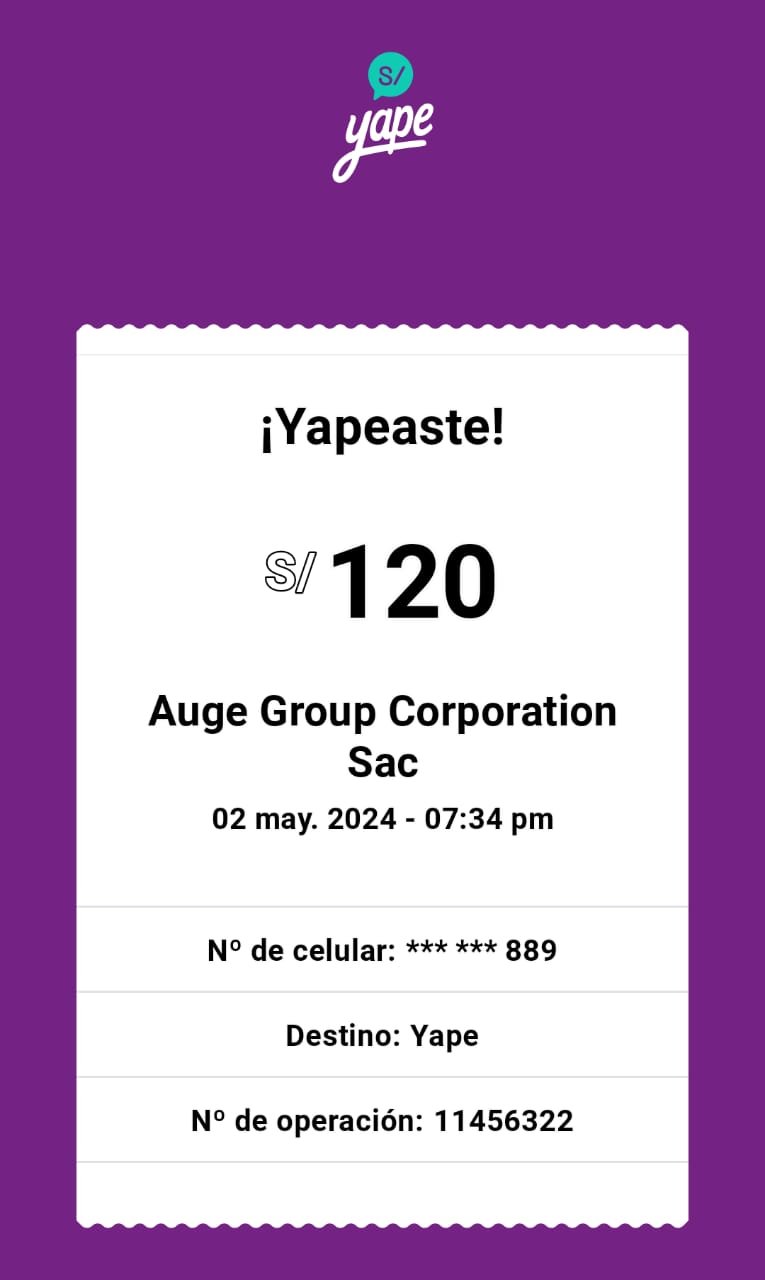 S/
yape
¡Yapeaste!
S/ 120
Auge Group Corporation
Sac
02 may. 2024 - 07:34 pm
Nº de celular: *** *** 889
Destino: Yape
Nº de operación: 11456322